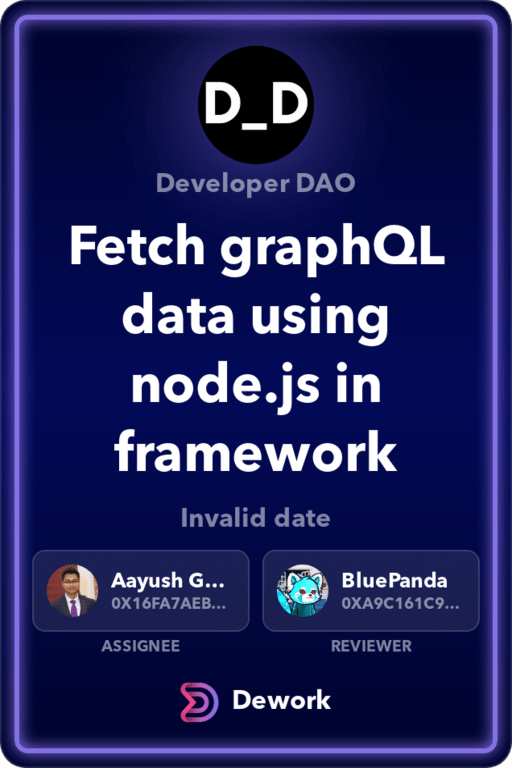 D_D
Developer DAO
Fetch graphQL
data using
node.js in
framework
Invalid date
Aayush G...
0X16FA7AEB...
BluePanda
0XA9C161C9...
ASSIGNEE
REVIEWER
Dework